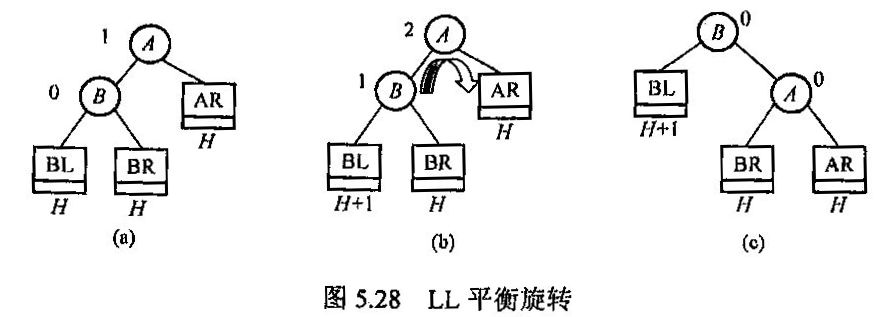 1 A
0 B AR
H
BL BR
H H
(a)
2 A
1 B AR
H
BL BR
H+1 H
(b)
B 0
BL A 0
H+1
BR AR
H H
(c)
图 5.28 LL 平衡旋转